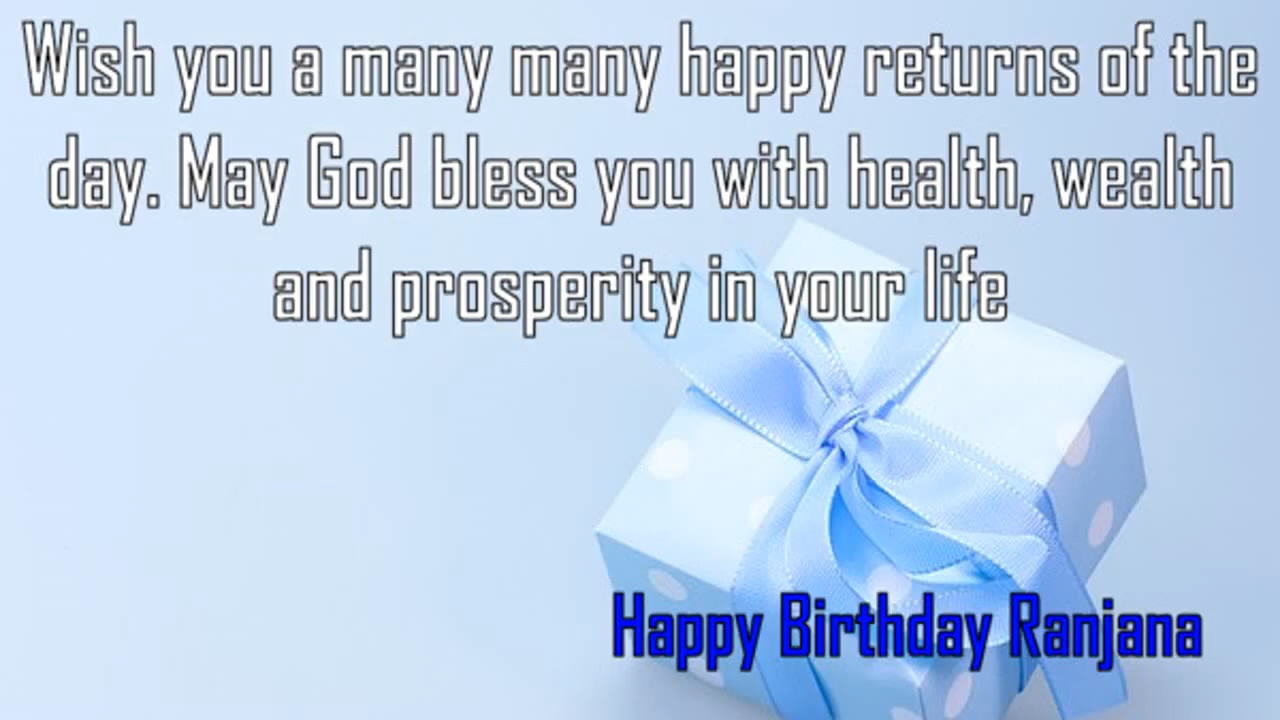 Wish you a many many happy returns of the
day. May God bless you with health, wealth
and prosperity in your life
Happy Birthday Ranjana